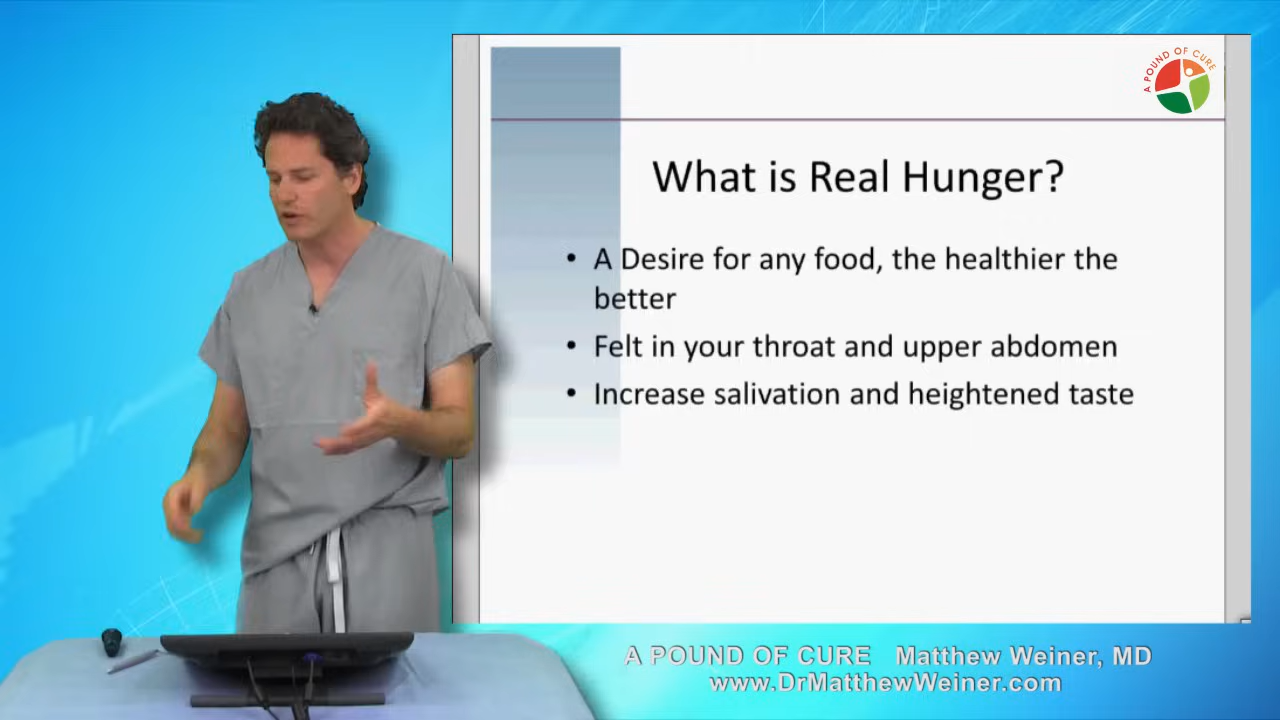 A POUND OF CURE
What is Real Hunger?
• A Desire for any food, the healthier the
better
• Felt in your throat and upper abdomen
• Increase salivation and heightened taste
A POUND OF CURE Matthew Weiner, MD
www.DrMatthewWeiner.com